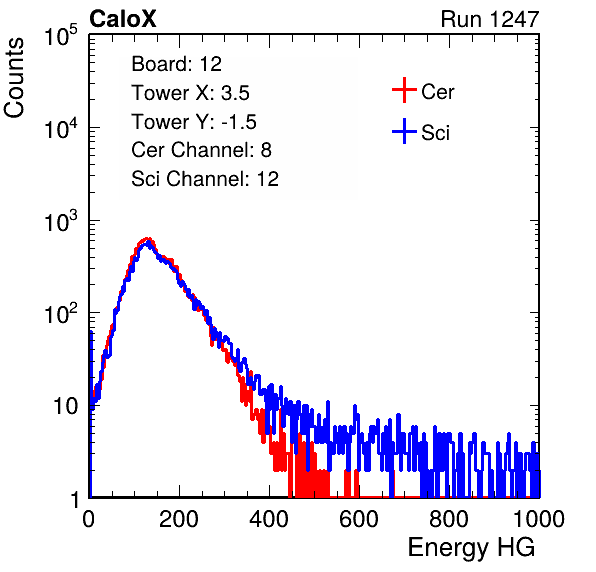 CaloX Run 1247
Counts
10^5
10^4
10^3
10^2
10
1
Board: 12
Tower X: 3.5
Tower Y: -1.5
Cer Channel: 8
Sci Channel: 12
Cer
Sci
0 200 400 600 800 1000
Energy HG